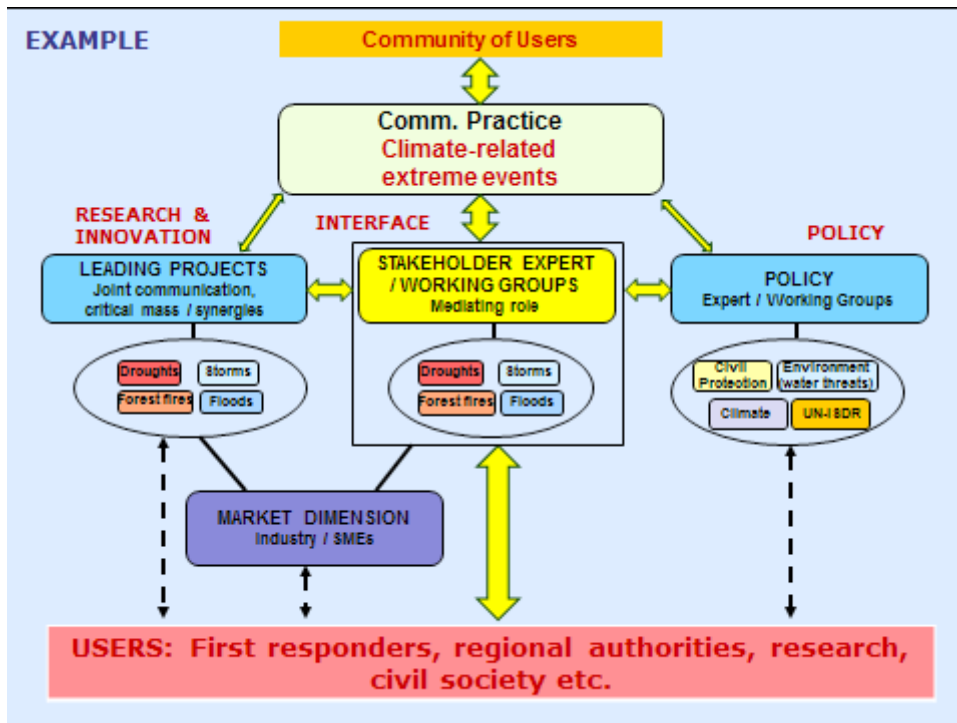 EXAMPLE
Community of Users
Comm. Practice
Climate-related
extreme events
RESEARCH &
INNOVATION
INTERFACE
POLICY
LEADING PROJECTS
Joint communication,
critical mass / synergies
STAKEHOLDER EXPERT
/ WORKING GROUPS
Mediating role
POLICY
Expert / Working Groups
Droughts
Storms
Forest fires
Floods
Droughts
Storms
Forest fires
Floods
Civil
Protection
Environment
(water threats)
Climate
UN-ISDR
MARKET DIMENSION
Industry / SMEs
USERS: First responders, regional authorities, research,
civil society etc.